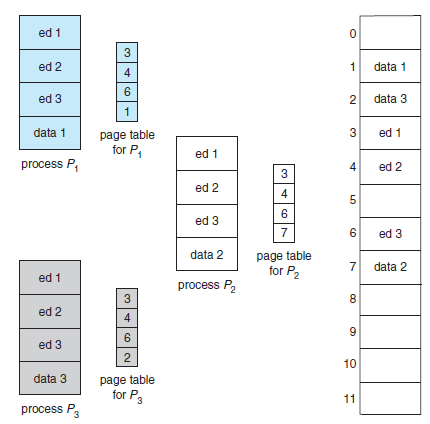 ed 1
ed 2
ed 3
data 1
process P1
3
4
6
1
page table
for P1
ed 1
ed 2
ed 3
data 2
process P2
3
4
6
7
page table
for P2
ed 1
ed 2
ed 3
data 3
process P3
3
4
6
2
page table
for P3
0
1 data 1
2 data 3
3 ed 1
4 ed 2
5
6 ed 3
7 data 2
8
9
10
11